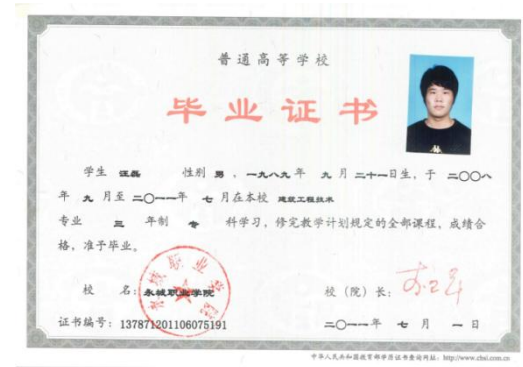 普通高等学校
毕业证书
学生 汪磊 性别 男 ，一九八九年 九 月 二十一日生，于 二〇〇八
年 九 月至 二〇一一年 七 月在本校 建筑工程技术
专业 三 年制 专 科学习，修完教学计划规定的全部课程，成绩合
格，准予毕业。
校 名：永城职业学院
校（院）长：
证书编号：137871201106075191
二〇一一年 七 月 一 日
中华人民共和国教育部学历证书查询网址：http://www.chsi.com.cn